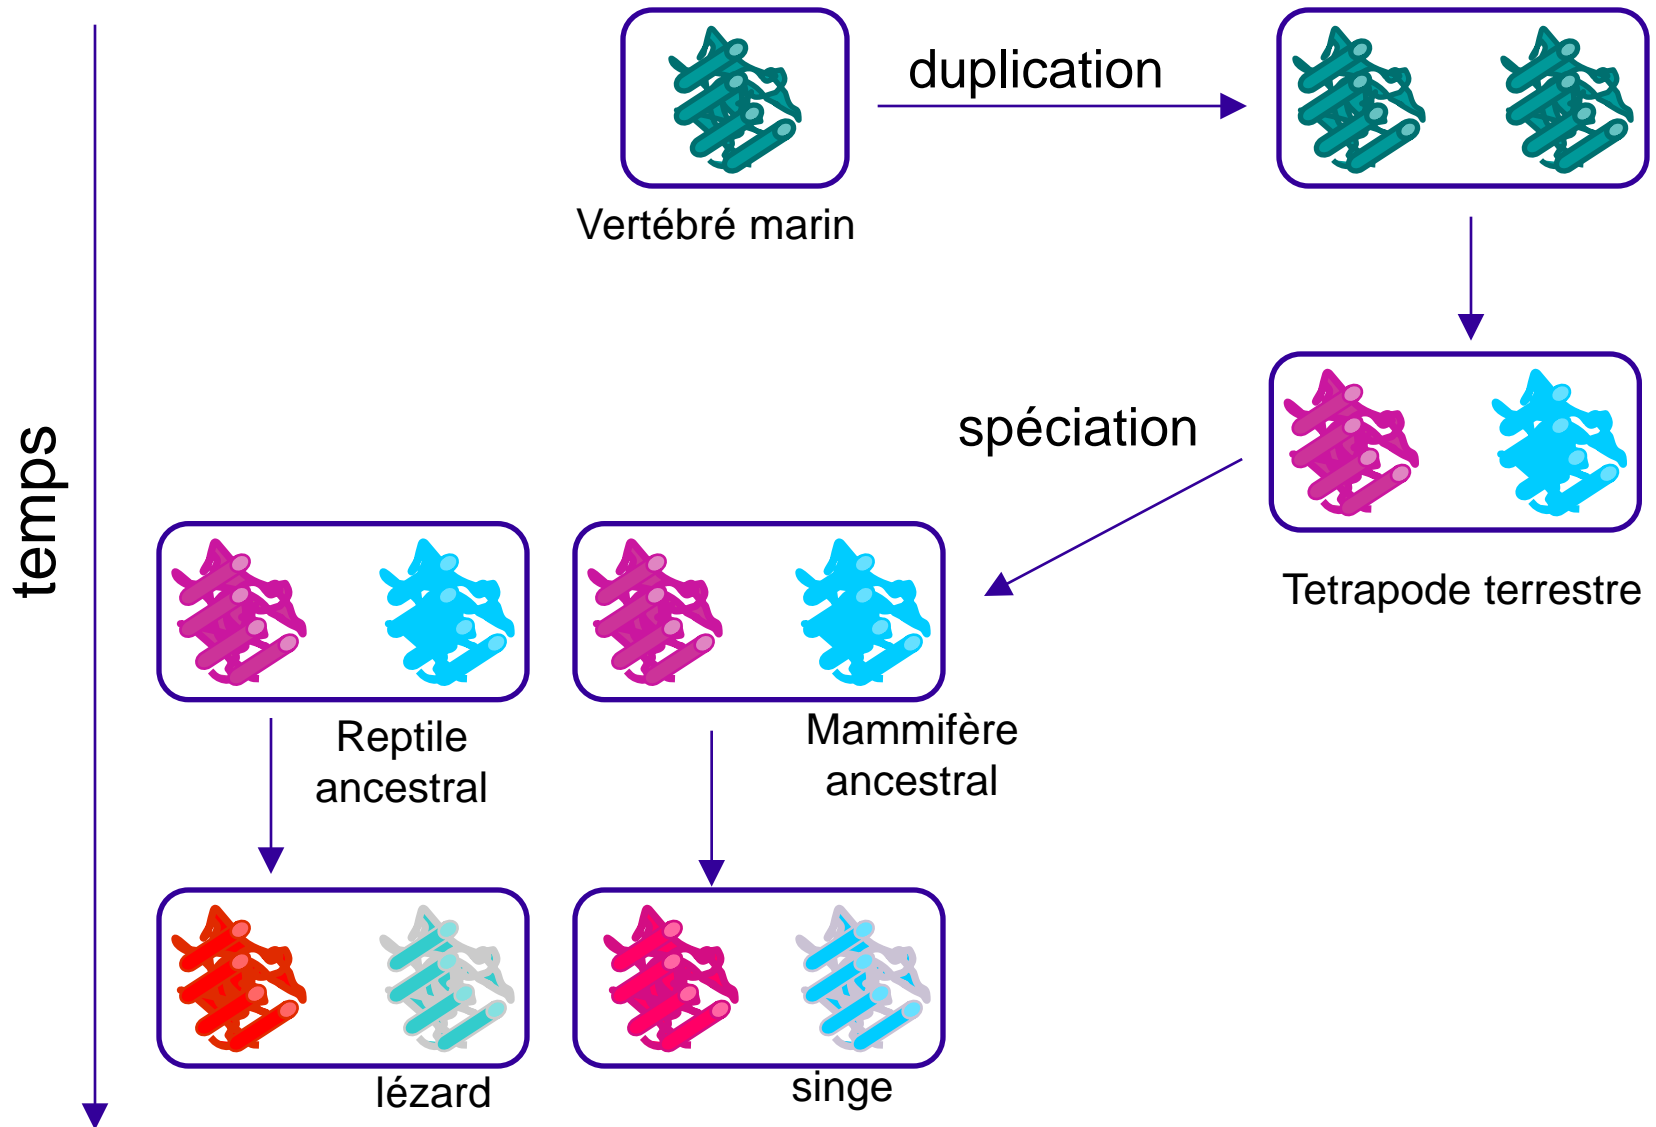 duplication
Vertébré marin
temps
spéciation
Tetrapode terrestre
Reptile
ancestral
Mammifère
ancestral
lézard
singe